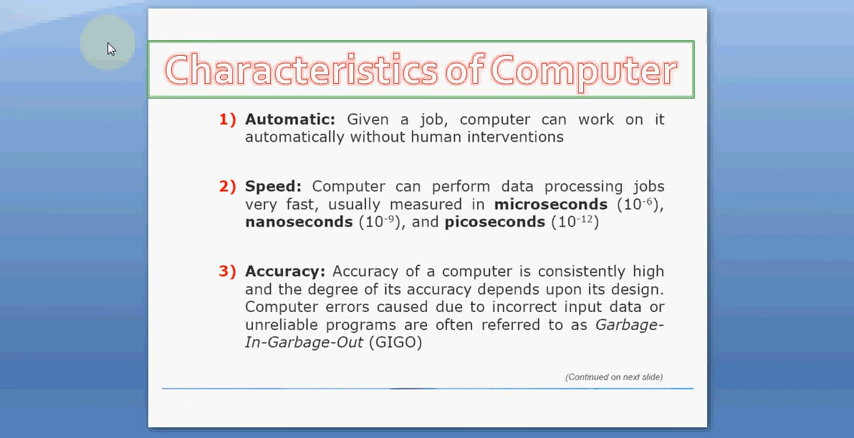 Characteristics of Computer
1) Automatic: Given a job, computer can work on it
automatically without human interventions
2) Speed: Computer can perform data processing jobs
very fast, usually measured in microseconds (10⁻⁶),
nanoseconds (10⁻⁹), and picoseconds (10⁻¹²)
3) Accuracy: Accuracy of a computer is consistently high
and the degree of its accuracy depends upon its design.
Computer errors caused due to incorrect input data or
unreliable programs are often referred to as Garbage-
In-Garbage-Out (GIGO)
(Continued on next slide)